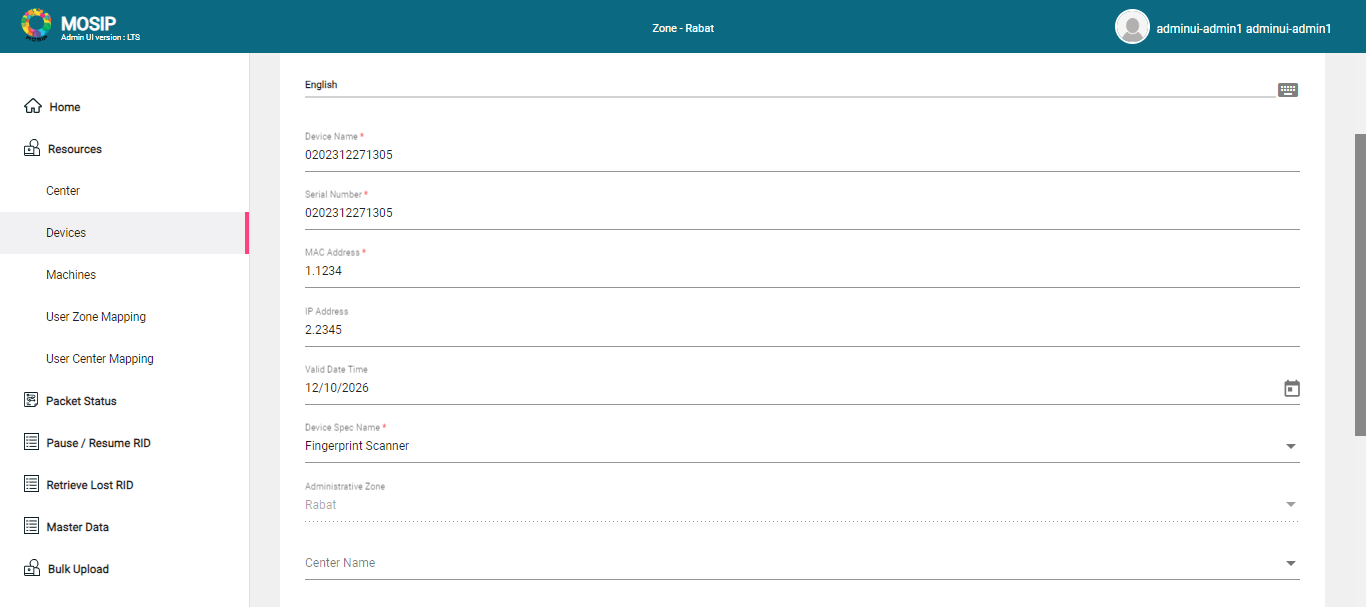 MOSIP
Admin UI version : LTS
Zone - Rabat
adminui-admin1 adminui-admin1
Home
Resources
Center
Devices
Machines
User Zone Mapping
User Center Mapping
Packet Status
Pause / Resume RID
Retrieve Lost RID
Master Data
Bulk Upload
English
Device Name *
0202312271305
Serial Number *
0202312271305
MAC Address *
1.1234
IP Address
2.2345
Valid Date Time
12/10/2026
Device Spec Name *
Fingerprint Scanner
Administrative Zone
Rabat
Center Name